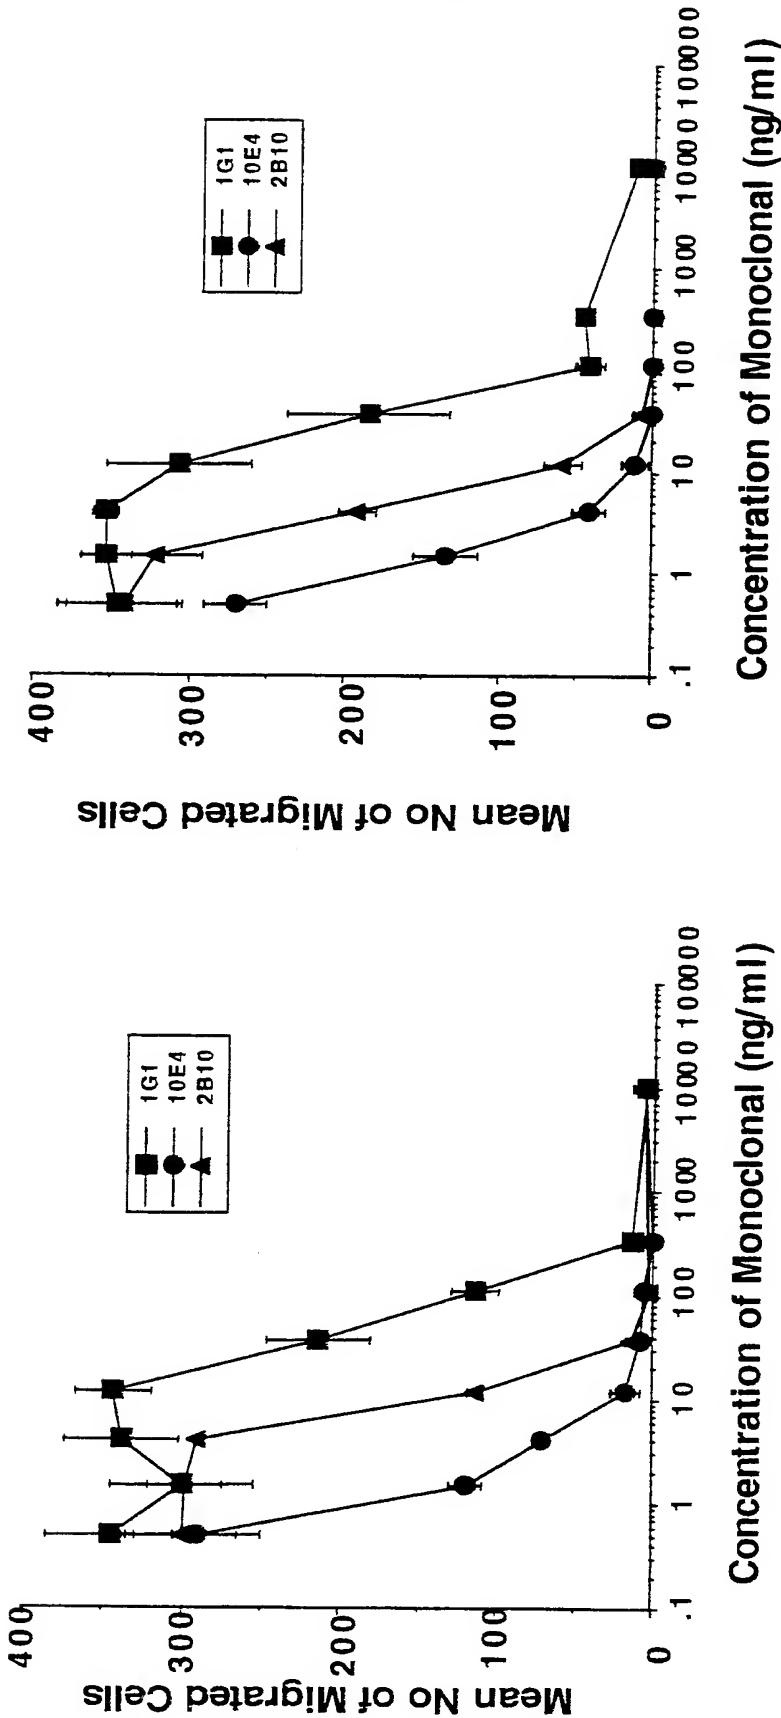 Mean No of Migrated Cells
400
300
200
100
0
1G1
10E4
2B10
.1 1 10 100 1000 10000 100000
Concentration of Monoclonal (ng/ml)
Mean No of Migrated Cells
400
300
200
100
0
1G1
10E4
2B10
.1 1 10 100 1000 10000 100000
Concentration of Monoclonal (ng/ml)